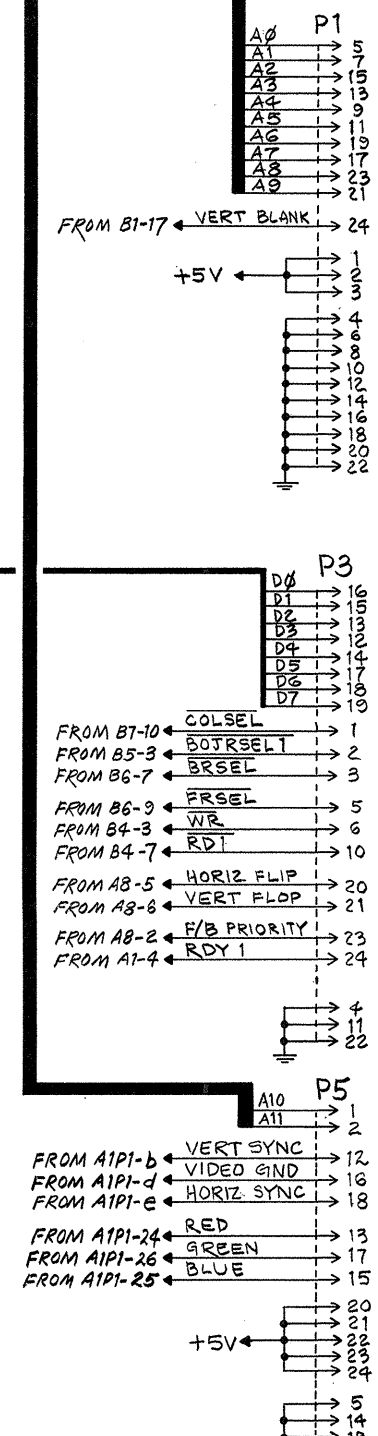 P1
AØ 5
A1 7
A2 15
A3 13
A4 9
A5 11
A6 19
A7 17
A8 23
A9 21
FROM B1-17 VERT BLANK 24
1
+5V 2
3
4
6
8
10
12
14
16
18
20
22
P3
DØ 16
D1 15
D2 13
D3 12
D4 14
D5 17
D6 18
D7 19
FROM B7-10 COLSEL 1
FROM B5-3 BOJRSEL1 2
FROM B6-7 BRSEL 3
FROM B6-9 FRSEL 5
FROM B4-3 WR 6
FROM B4-7 RD1 10
FROM A8-5 HORIZ FLIP 20
FROM A8-6 VERT FLOP 21
FROM A8-2 F/B PRIORITY 23
FROM A1-4 RDY 1 24
4
11
22
P5
A10 1
A11 2
FROM A1P1-b VERT SYNC 12
FROM A1P1-d VIDEO GND 16
FROM A1P1-e HORIZ SYNC 18
FROM A1P1-24 RED 13
FROM A1P1-26 GREEN 17
FROM A1P1-25 BLUE 15
20
21
+5V 22
23
24
5
14